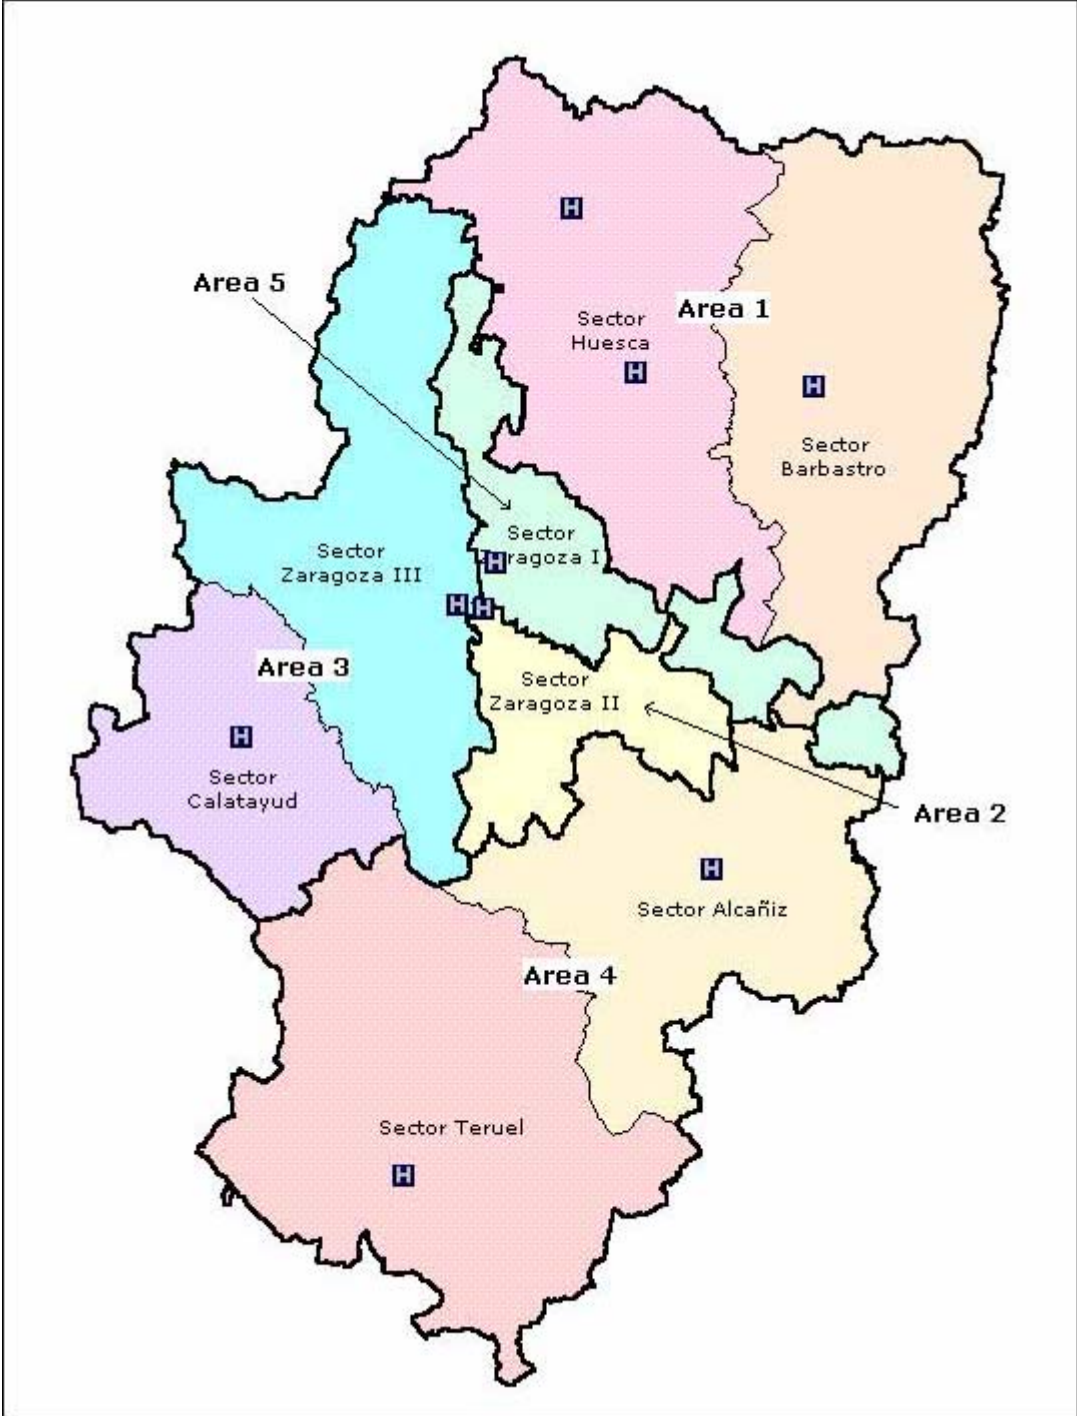 H
Area 5
Area 1
Sector
Huesca
H
H
Sector
Barbastro
Sector
Zaragoza I
H
Sector
Zaragoza III
H H
Area 3
Sector
Zaragoza II
H
Sector
Calatayud
Area 2
H
Sector Alcañiz
Area 4
Sector Teruel
H